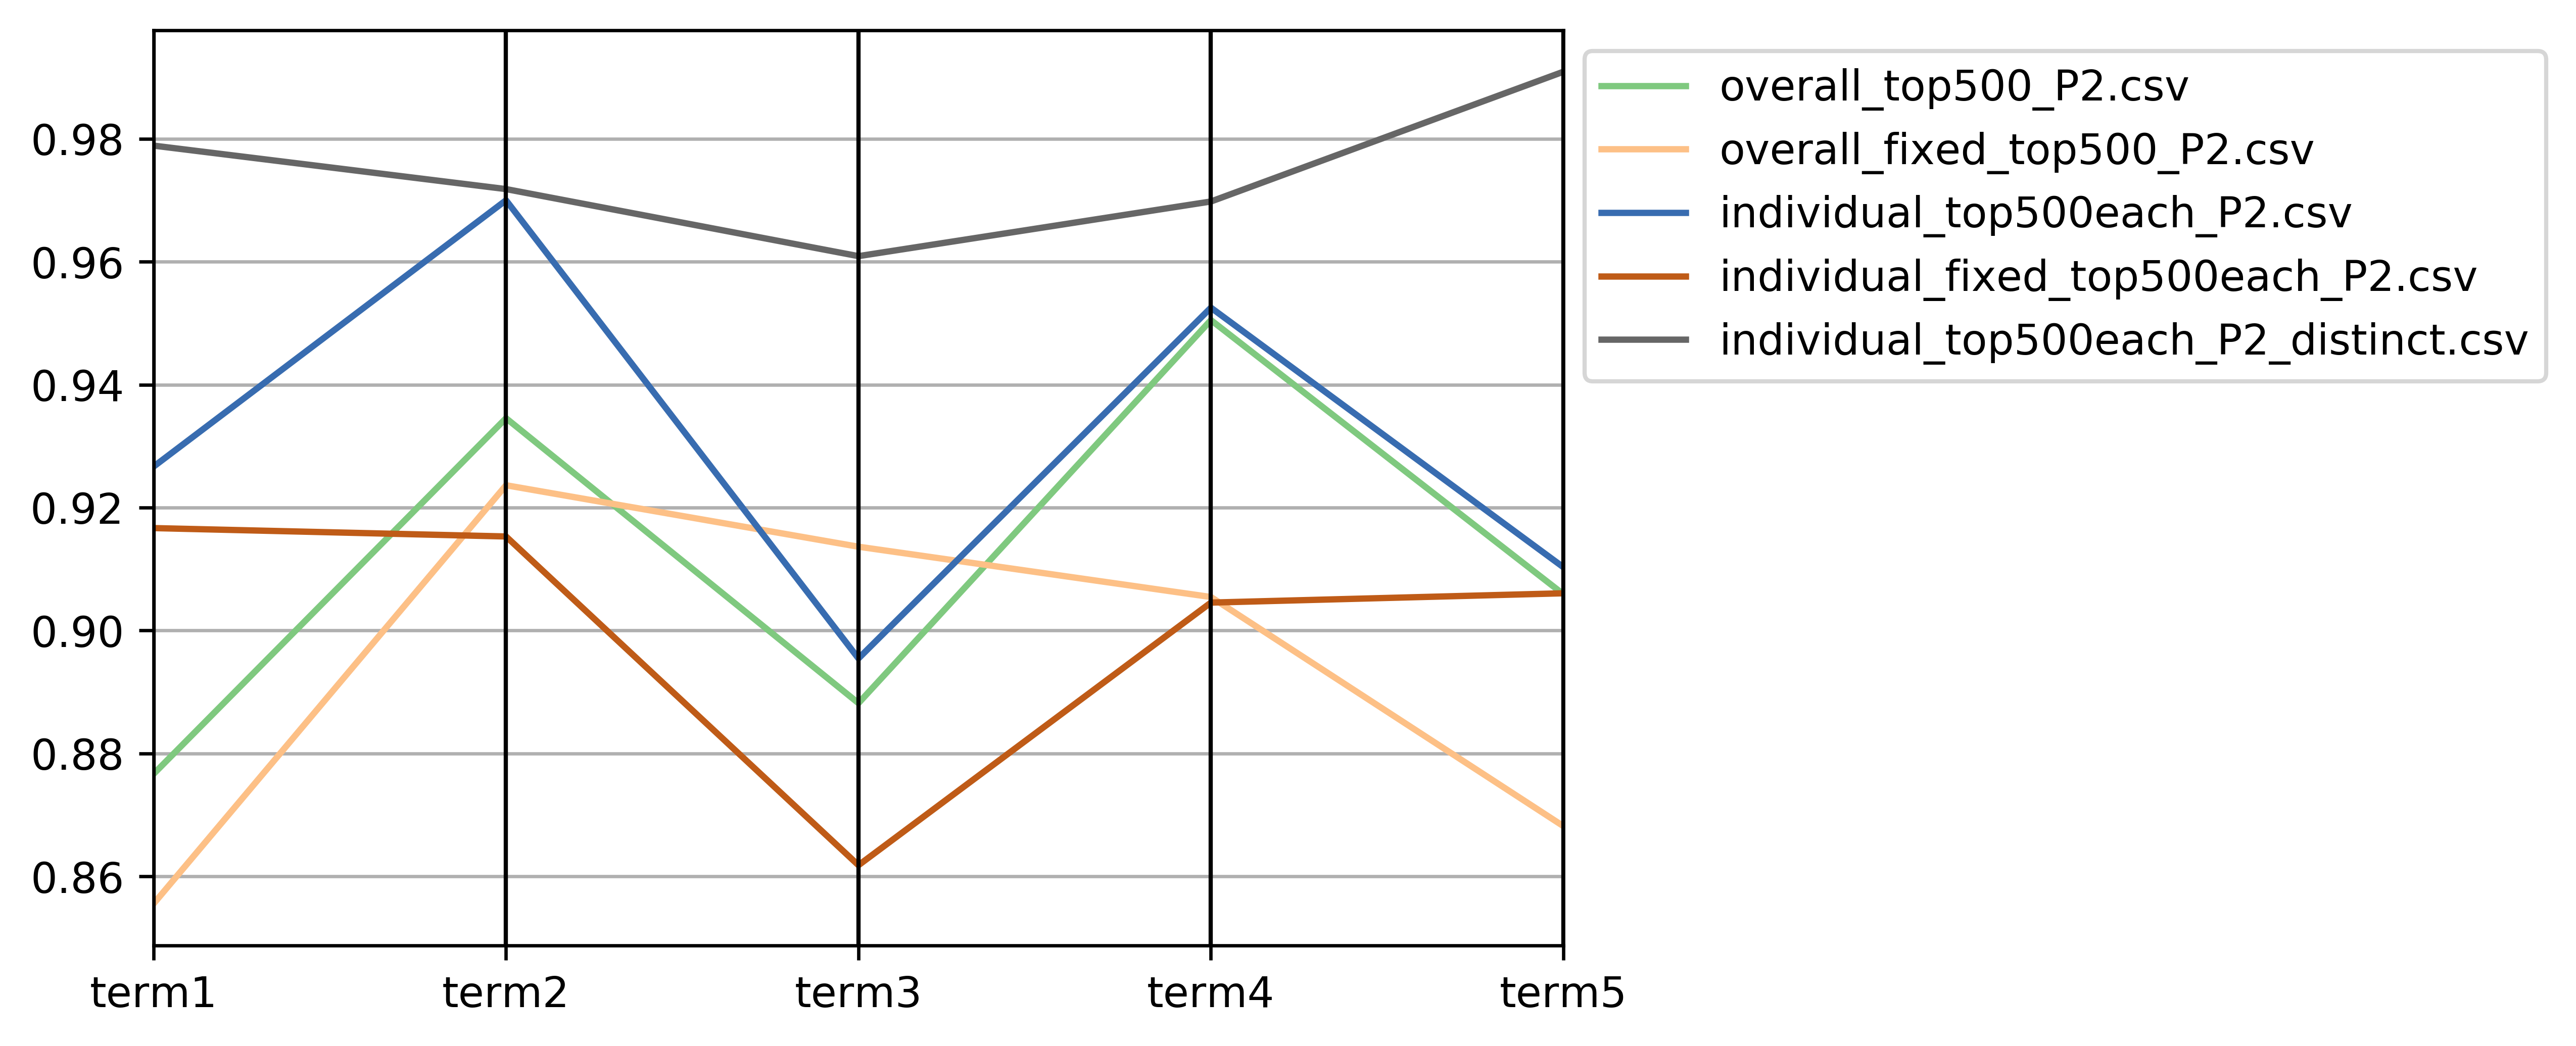 0.98
0.96
0.94
0.92
0.90
0.88
0.86
term1 term2 term3 term4 term5
overall_top500_P2.csv
overall_fixed_top500_P2.csv
individual_top500each_P2.csv
individual_fixed_top500each_P2.csv
individual_top500each_P2_distinct.csv